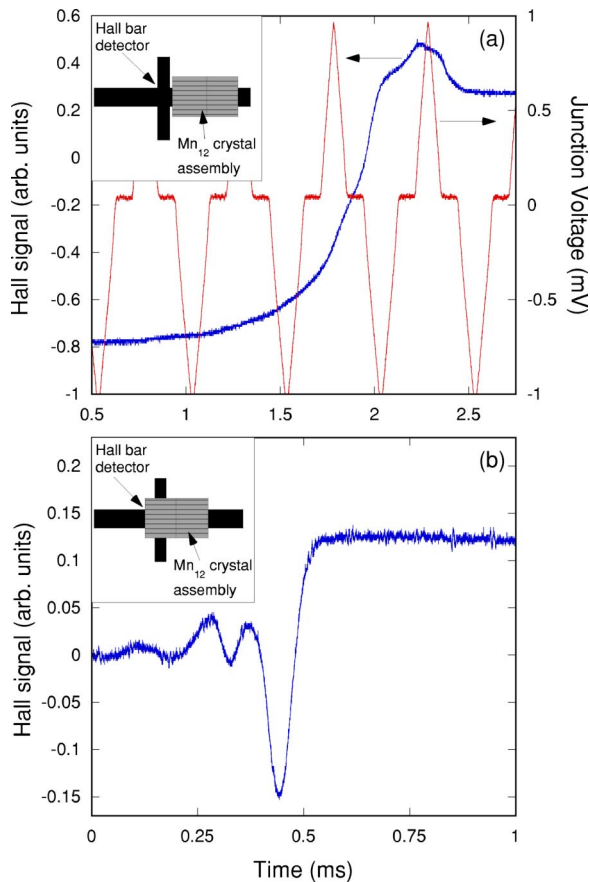 0.6
0.4
0.2
0
-0.2
-0.4
-0.6
-0.8
-1
Hall signal (arb. units)
1
0.5
0
-0.5
-1
Junction Voltage (mV)
(a)
Hall bar
detector
Mn12 crystal
assembly
0.5 1 1.5 2 2.5
(b)
Hall bar
detector
Mn12 crystal
assembly
0.2
0.15
0.1
0.05
0
-0.05
-0.1
-0.15
Hall signal (arb. units)
0 0.25 0.5 0.75 1
Time (ms)